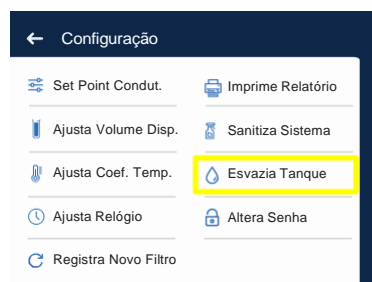 Configuração
Set Point Condut.
Imprime Relatório
Ajusta Volume Disp.
Sanitiza Sistema
Ajusta Coef. Temp.
Esvazia Tanque
Ajusta Relógio
Altera Senha
Registra Novo Filtro